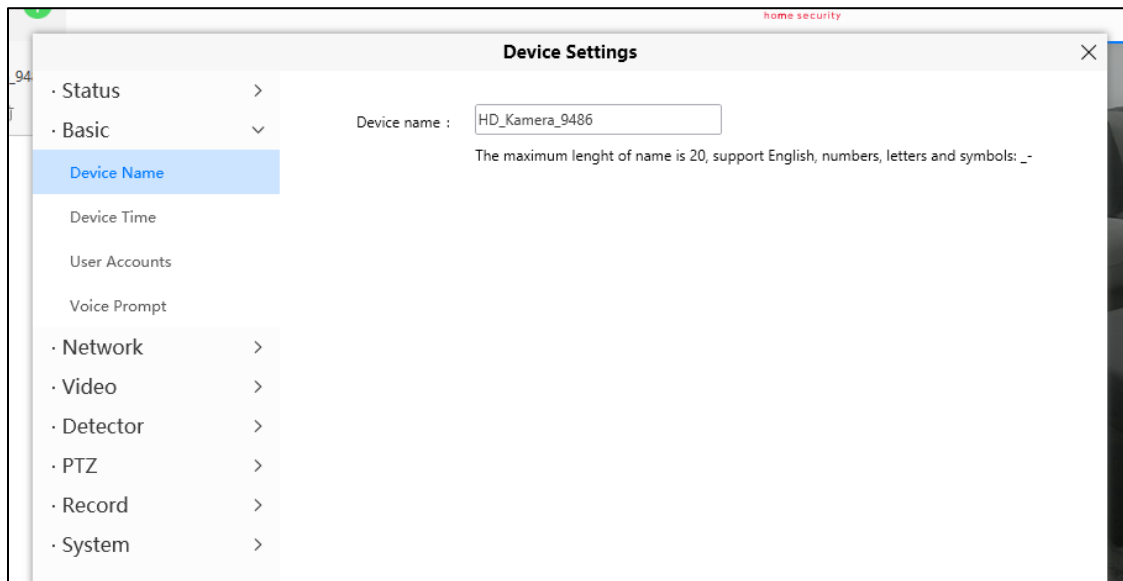 home security
Device Settings
_94
· Status
· Basic
Device name :
HD_Kamera_9486
The maximum lenght of name is 20, support English, numbers, letters and symbols: _-
Device Name
Device Time
User Accounts
Voice Prompt
· Network
· Video
· Detector
· PTZ
· Record
· System